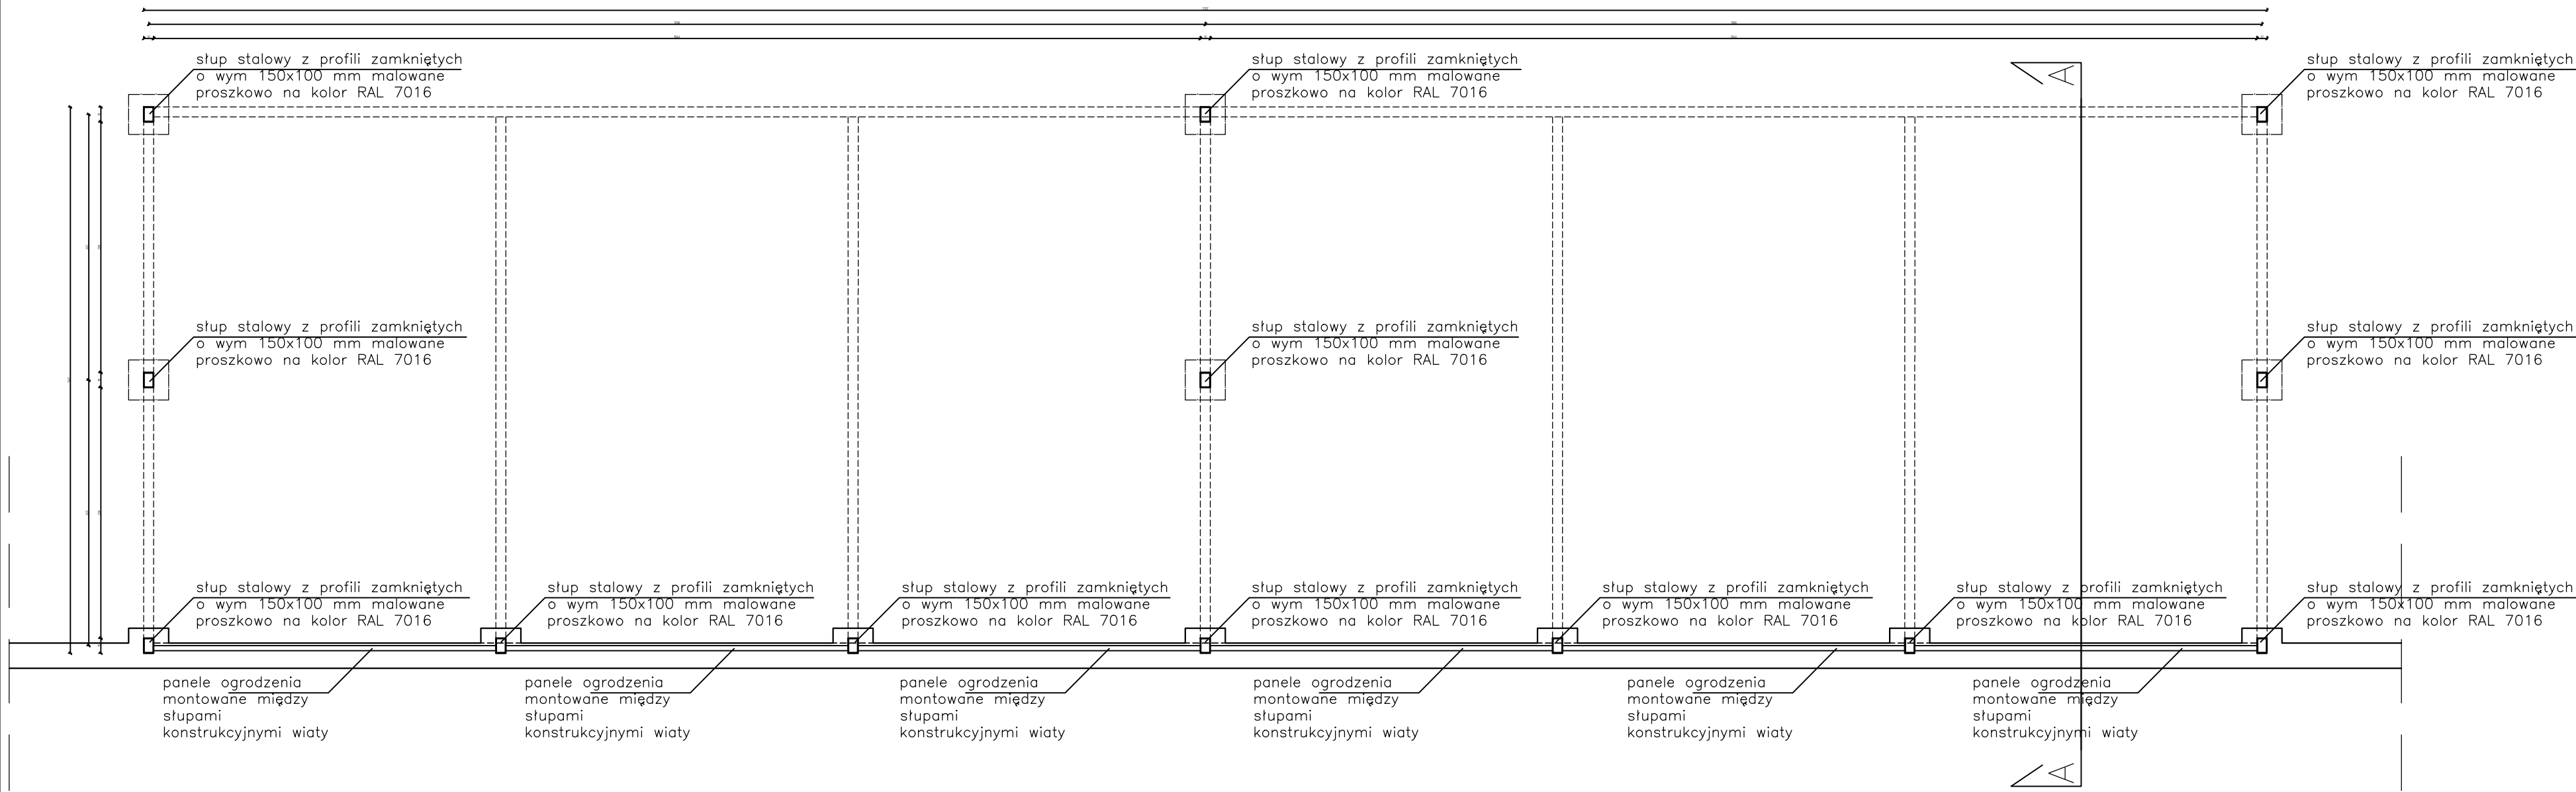 słup stalowy z profili zamkniętych
o wym 150x100 mm malowane
proszkowo na kolor RAL 7016
słup stalowy z profili zamkniętych
o wym 150x100 mm malowane
proszkowo na kolor RAL 7016
słup stalowy z profili zamkniętych
o wym 150x100 mm malowane
proszkowo na kolor RAL 7016
A
słup stalowy z profili zamkniętych
o wym 150x100 mm malowane
proszkowo na kolor RAL 7016
słup stalowy z profili zamkniętych
o wym 150x100 mm malowane
proszkowo na kolor RAL 7016
słup stalowy z profili zamkniętych
o wym 150x100 mm malowane
proszkowo na kolor RAL 7016
słup stalowy z profili zamkniętych
o wym 150x100 mm malowane
proszkowo na kolor RAL 7016
słup stalowy z profili zamkniętych
o wym 150x100 mm malowane
proszkowo na kolor RAL 7016
słup stalowy z profili zamkniętych
o wym 150x100 mm malowane
proszkowo na kolor RAL 7016
słup stalowy z profili zamkniętych
o wym 150x100 mm malowane
proszkowo na kolor RAL 7016
słup stalowy z profili zamkniętych
o wym 150x100 mm malowane
proszkowo na kolor RAL 7016
słup stalowy z profili zamkniętych
o wym 150x100 mm malowane
proszkowo na kolor RAL 7016
słup stalowy z profili zamkniętych
o wym 150x100 mm malowane
proszkowo na kolor RAL 7016
panele ogrodzenia
montowane między
słupami
konstrukcyjnymi wiaty
panele ogrodzenia
montowane między
słupami
konstrukcyjnymi wiaty
panele ogrodzenia
montowane między
słupami
konstrukcyjnymi wiaty
panele ogrodzenia
montowane między
słupami
konstrukcyjnymi wiaty
panele ogrodzenia
montowane między
słupami
konstrukcyjnymi wiaty
panele ogrodzenia
montowane między
słupami
konstrukcyjnymi wiaty
A